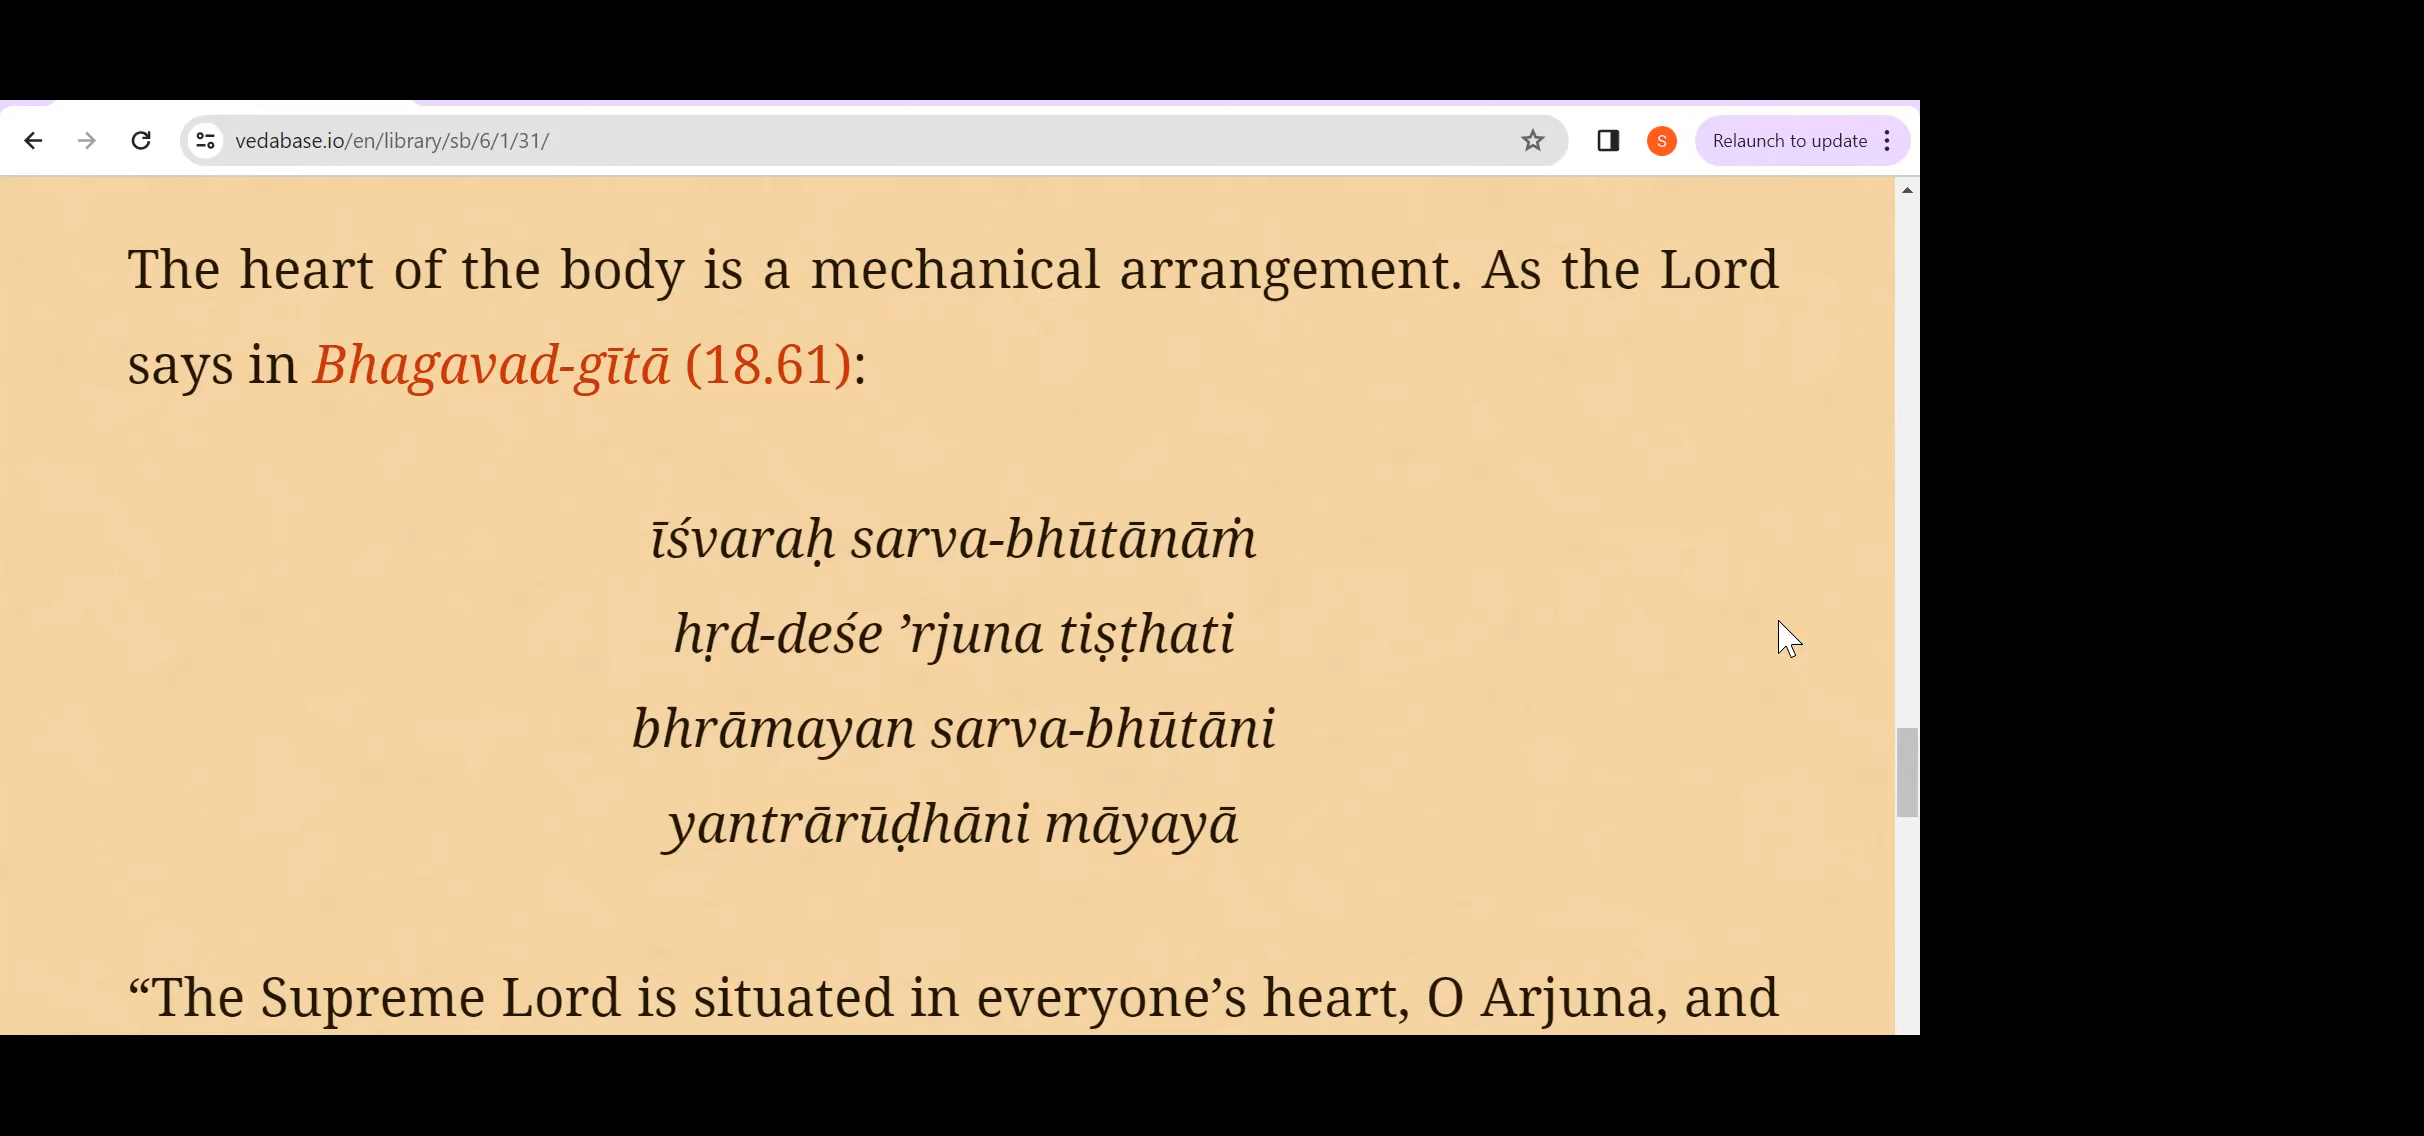 vedabase.io/en/library/sb/6/1/31/
S
Relaunch to update
The heart of the body is a mechanical arrangement. As the Lord
says in Bhagavad-gītā (18.61):
īśvaraḥ sarva-bhūtānāṁ
hṛd-deśe ’rjuna tiṣṭhati
bhrāmayan sarva-bhūtāni
yantrārūḍhāni māyayā
“The Supreme Lord is situated in everyone’s heart, O Arjuna, and